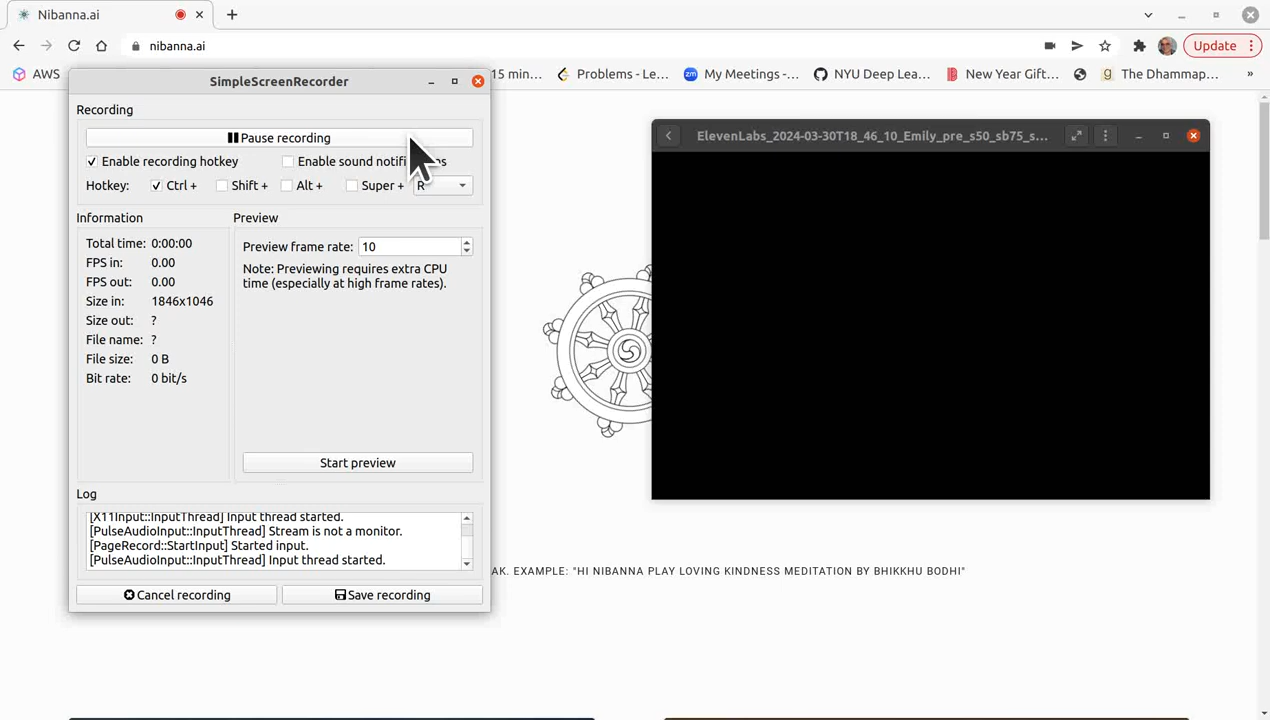 Nibanna.ai
nibanna.ai
Update
AWS
15 min...
Problems - Le...
My Meetings -...
NYU Deep Lea...
New Year Gift...
The Dhammap...
»
SimpleScreenRecorder
Recording
Pause recording
Enable recording hotkey
Enable sound
Hotkey:
Ctrl +
Shift +
Alt +
Super +
R
Information
Total time: 0:00:00
FPS in: 0.00
FPS out: 0.00
Size in: 1846x1046
Size out: ?
File name: ?
File size: 0 B
Bit rate: 0 bit/s
Preview
Preview frame rate: 10
Note: Previewing requires extra CPU
time (especially at high frame rates).
Start preview
Log
[X11Input::InputThread] Input thread started.
[PulseAudioInput::InputThread] Stream is not a monitor.
[PageRecord::StartInput] Started input.
[PulseAudioInput::InputThread] Input thread started.
Cancel recording
Save recording
ElevenLabs_2024-03-30T18_46_10_Emily_pre_s50_sb75_s...
AK. EXAMPLE: "HI NIBANNA PLAY LOVING KINDNESS MEDITATION BY BHIKKHU BODHI"